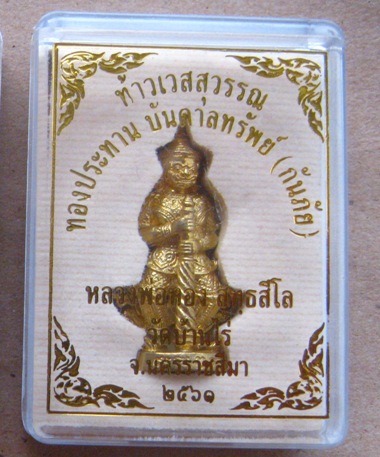 ท้าวเวสสุวรรณ
ทองประทาน บันดาลทรัพย์ (กันภัย)
หลวงพ่อทอง สุทธสีโล
วัดบ้านไร่
จ.นครราชสีมา
๒๕๖๑